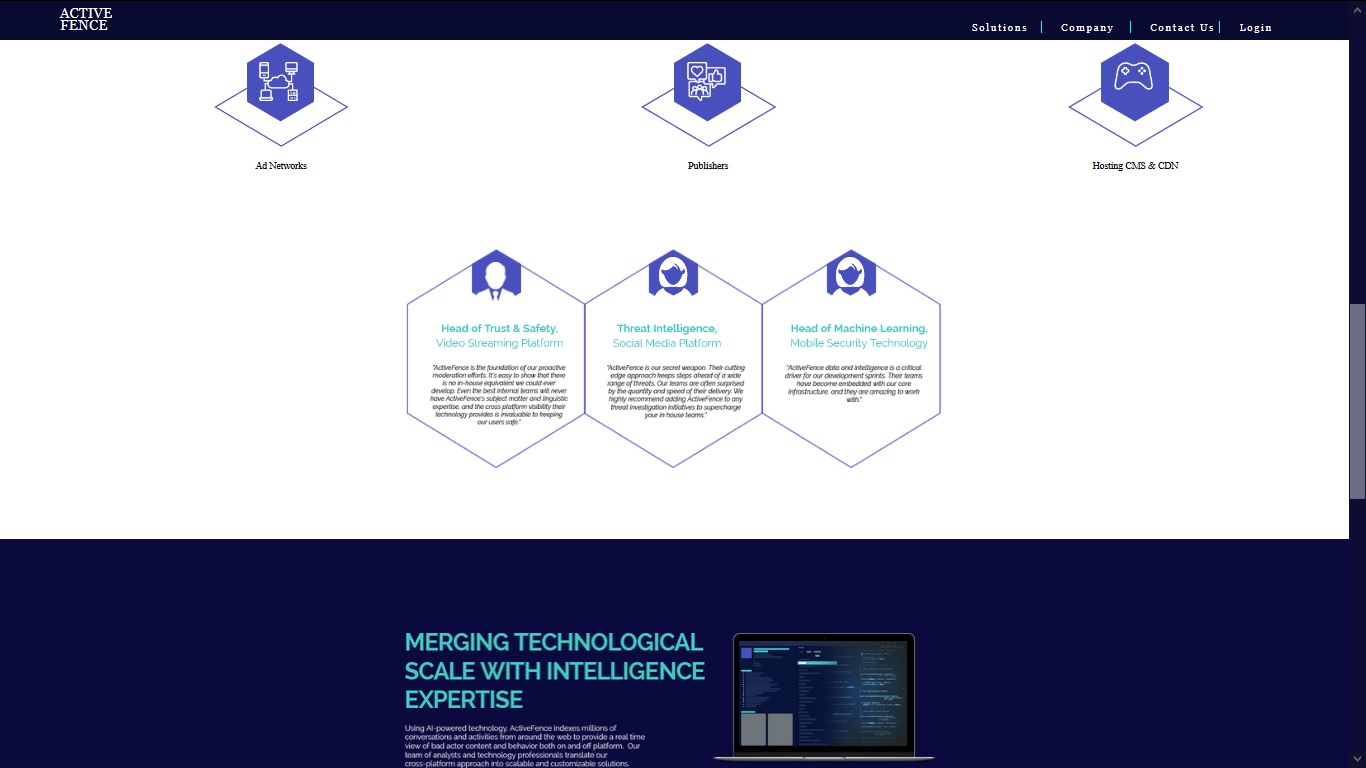 ACTIVE
FENCE
Solutions | Company | Contact Us | Login
Ad Networks
Publishers
Hosting CMS & CDN
Head of Trust & Safety,
Video Streaming Platform
"ActiveFence is the foundation of our proactive
moderation efforts. It's easy to show that there
is no in-house equivalent we could ever
develop. Even the best internal teams will never
have ActiveFence's subject matter and linguistic
expertise, and the cross platform visibility their
technology provides is invaluable to keeping
our users safe."
Threat Intelligence,
Social Media Platform
"ActiveFence is our secret weapon. Their cutting
edge approach keeps steps ahead of a wide
range of threats. Our teams are often surprised
by the quantity and speed of their delivery. We
highly recommend adding ActiveFence to any
threat investigation initiatives to supercharge
your in house teams."
Head of Machine Learning,
Mobile Security Technology
"ActiveFence data and intelligence is a critical
driver for our development sprints. Their teams
have become embedded with our core
infrastructure, and they are amazing to work
with."
MERGING TECHNOLOGICAL
SCALE WITH INTELLIGENCE
EXPERTISE
Using AI-powered technology, ActiveFence indexes millions of
conversations and activities from around the web to provide a real time
view of bad actor content and behavior both on and off platform. Our
team of analysts and technology professionals translate our
cross-platform approach into scalable and customizable solutions.